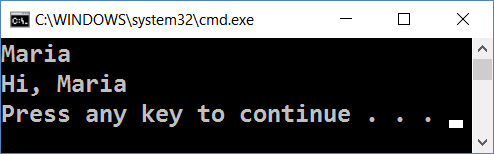 C:\WINDOWS\system32\cmd.exe
Maria
Hi, Maria
Press any key to continue . . .